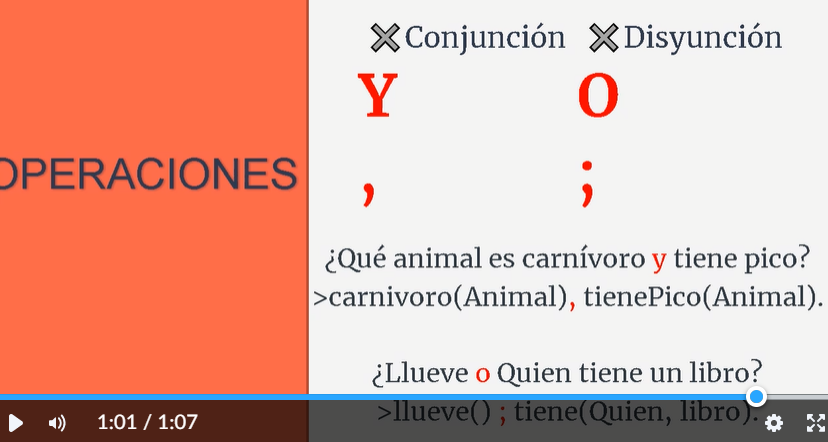 OPERACIONES
Conjunción Disyunción
Y O
, ;
¿Qué animal es carnívoro y tiene pico?
>carnivoro(Animal), tienePico(Animal).
¿Llueve o Quien tiene un libro?
>llueve() ; tiene(Quien, libro).
1:01 / 1:07